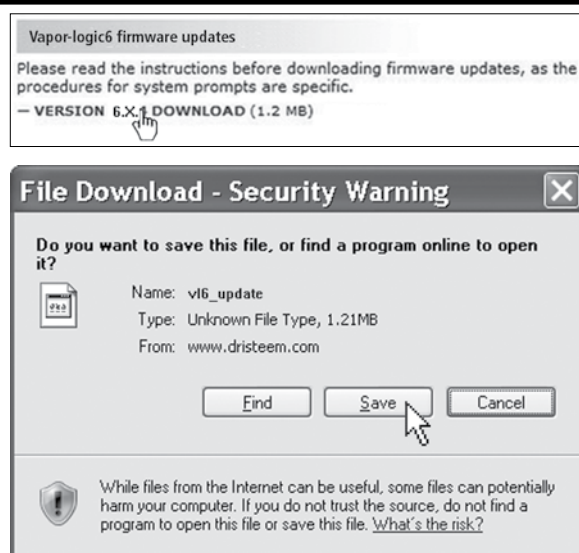 Vapor-logic6 firmware updates
Please read the instructions before downloading firmware updates, as the
procedures for system prompts are specific.
– VERSION 6.X.1 DOWNLOAD (1.2 MB)
File Download - Security Warning
Do you want to save this file, or find a program online to open
it?
Name: vl6_update
Type: Unknown File Type, 1.21MB
From: www.dristeem.com
Find Save Cancel
While files from the Internet can be useful, some files can potentially
harm your computer. If you do not trust the source, do not find a
program to open this file or save this file. What's the risk?